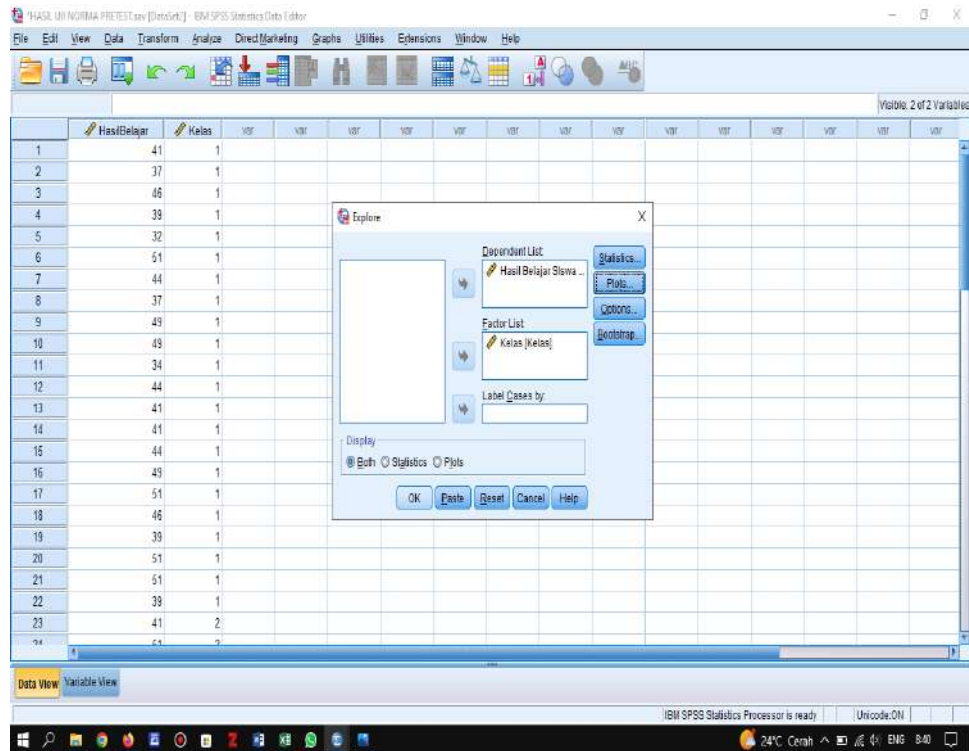 *HASIL UJI NORMA PRETEST.sav [DataSet0] - IBM SPSS Statistics Data Editor
File Edit View Data Transform Analyze Direct Marketing Graphs Utilities Extensions Window Help
Visible: 2 of 2 Variables
HasilBelajar Kelas var var var var var var var var var var var var var var
1 41 1
2 37 1
3 46 1
4 39 1
5 32 1
6 51 1
7 44 1
8 37 1
9 49 1
10 49 1
11 34 1
12 44 1
13 41 1
14 41 1
15 44 1
16 49 1
17 51 1
18 46 1
19 39 1
20 51 1
21 51 1
22 39 1
23 41 2
24 2
Explore X
Dependent List:
Hasil Belajar Siswa ...
Factor List:
Kelas [Kelas]
Label Cases by:
Statistics...
Plots...
Options...
Bootstrap...
Display
Both Statistics Plots
OK Paste Reset Cancel Help
Data View Variable View
IBM SPSS Statistics Processor is ready Unicode:ON
24°C Cerah ENG 8:40